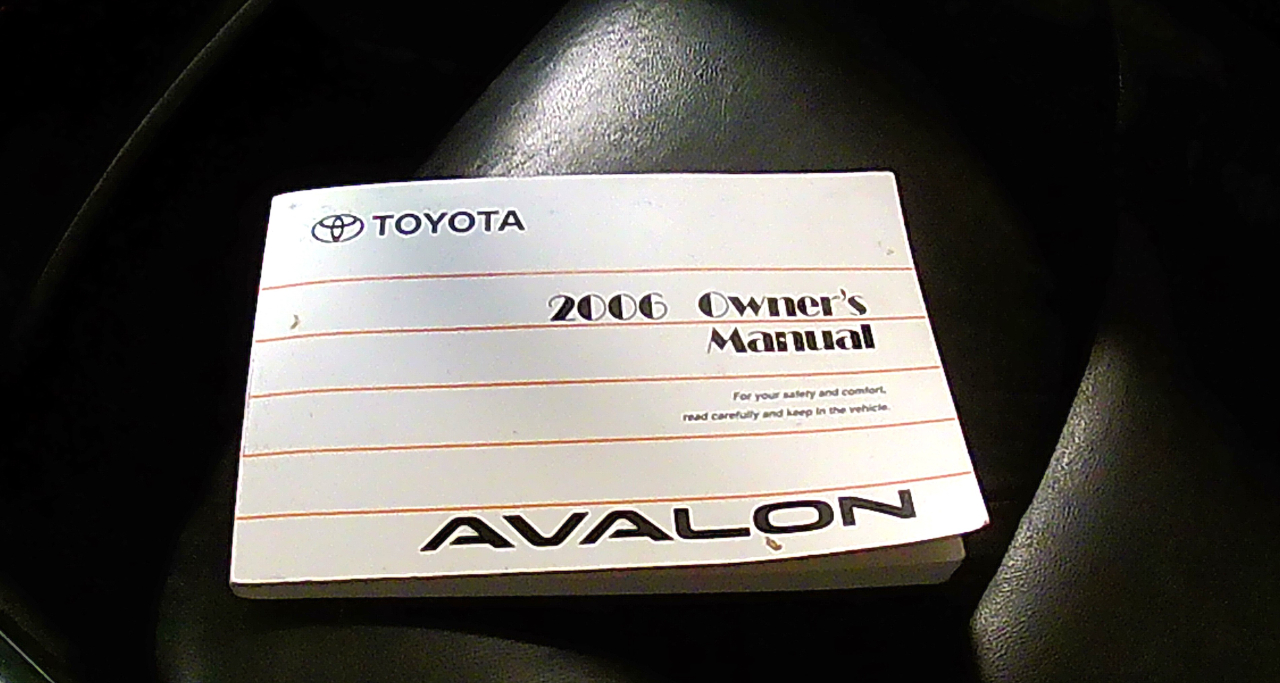 TOYOTA
2006 Owner's
Manual
For your safety and comfort,
read carefully and keep in the vehicle.
AVALON